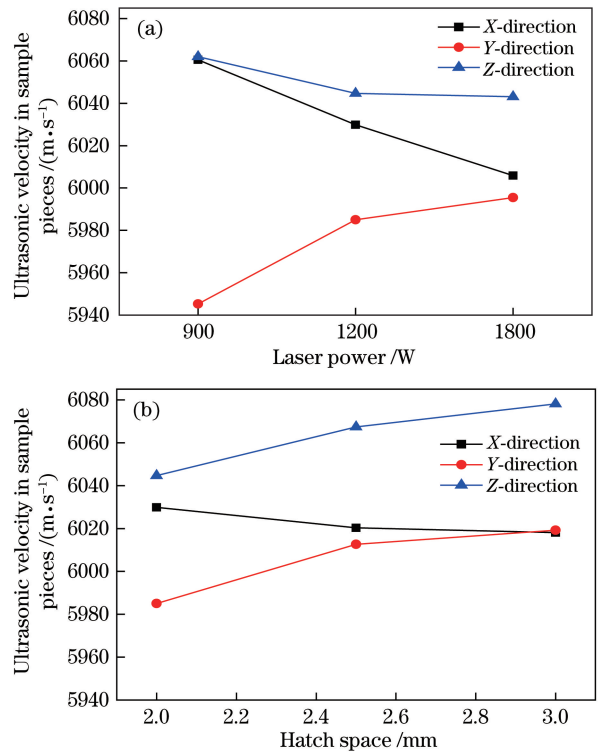 (a)
X-direction
Y-direction
Z-direction
6080
6060
6040
6020
6000
5980
5960
5940
Ultrasonic velocity in sample
pieces /(m•s⁻¹)
900 1200 1800
Laser power /W
(b)
X-direction
Y-direction
Z-direction
6080
6060
6040
6020
6000
5980
5960
5940
Ultrasonic velocity in sample
pieces /(m•s⁻¹)
2.0 2.2 2.4 2.6 2.8 3.0
Hatch space /mm